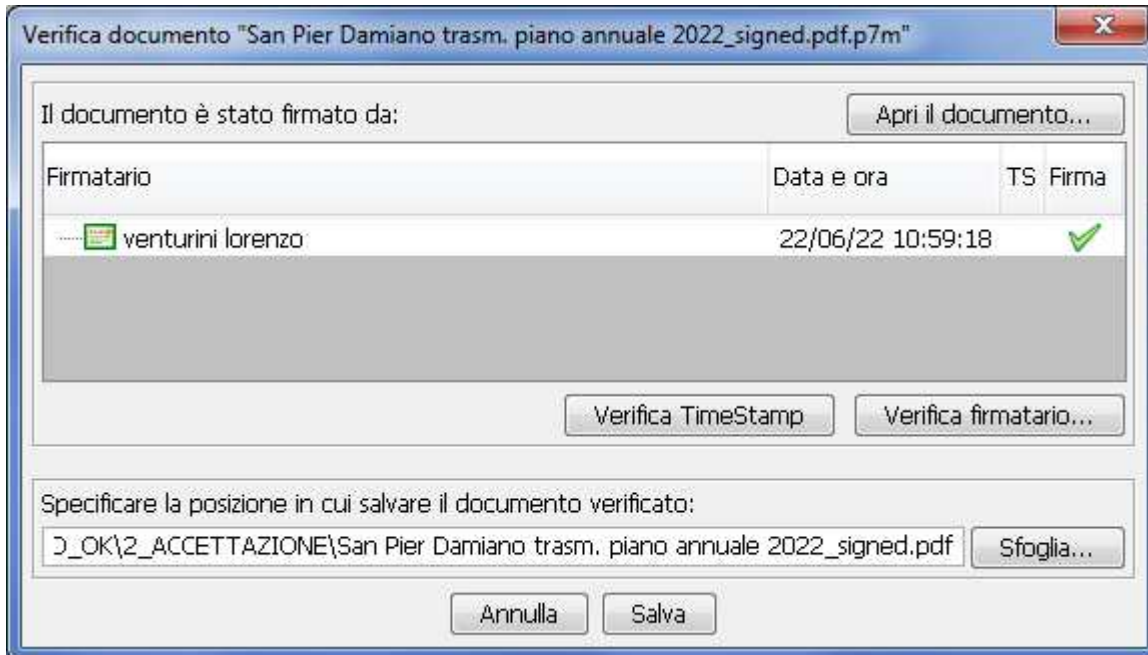 Verifica documento "San Pier Damiano trasm. piano annuale 2022_signed.pdf.p7m"
Il documento è stato firmato da:
Apri il documento...
Firmatario Data e ora TS Firma
venturini lorenzo 22/06/22 10:59:18
Verifica TimeStamp Verifica firmatario...
Specificare la posizione in cui salvare il documento verificato:
_OK\2_ACCETTAZIONE\San Pier Damiano trasm. piano annuale 2022_signed.pdf Sfoglia...
Annulla Salva